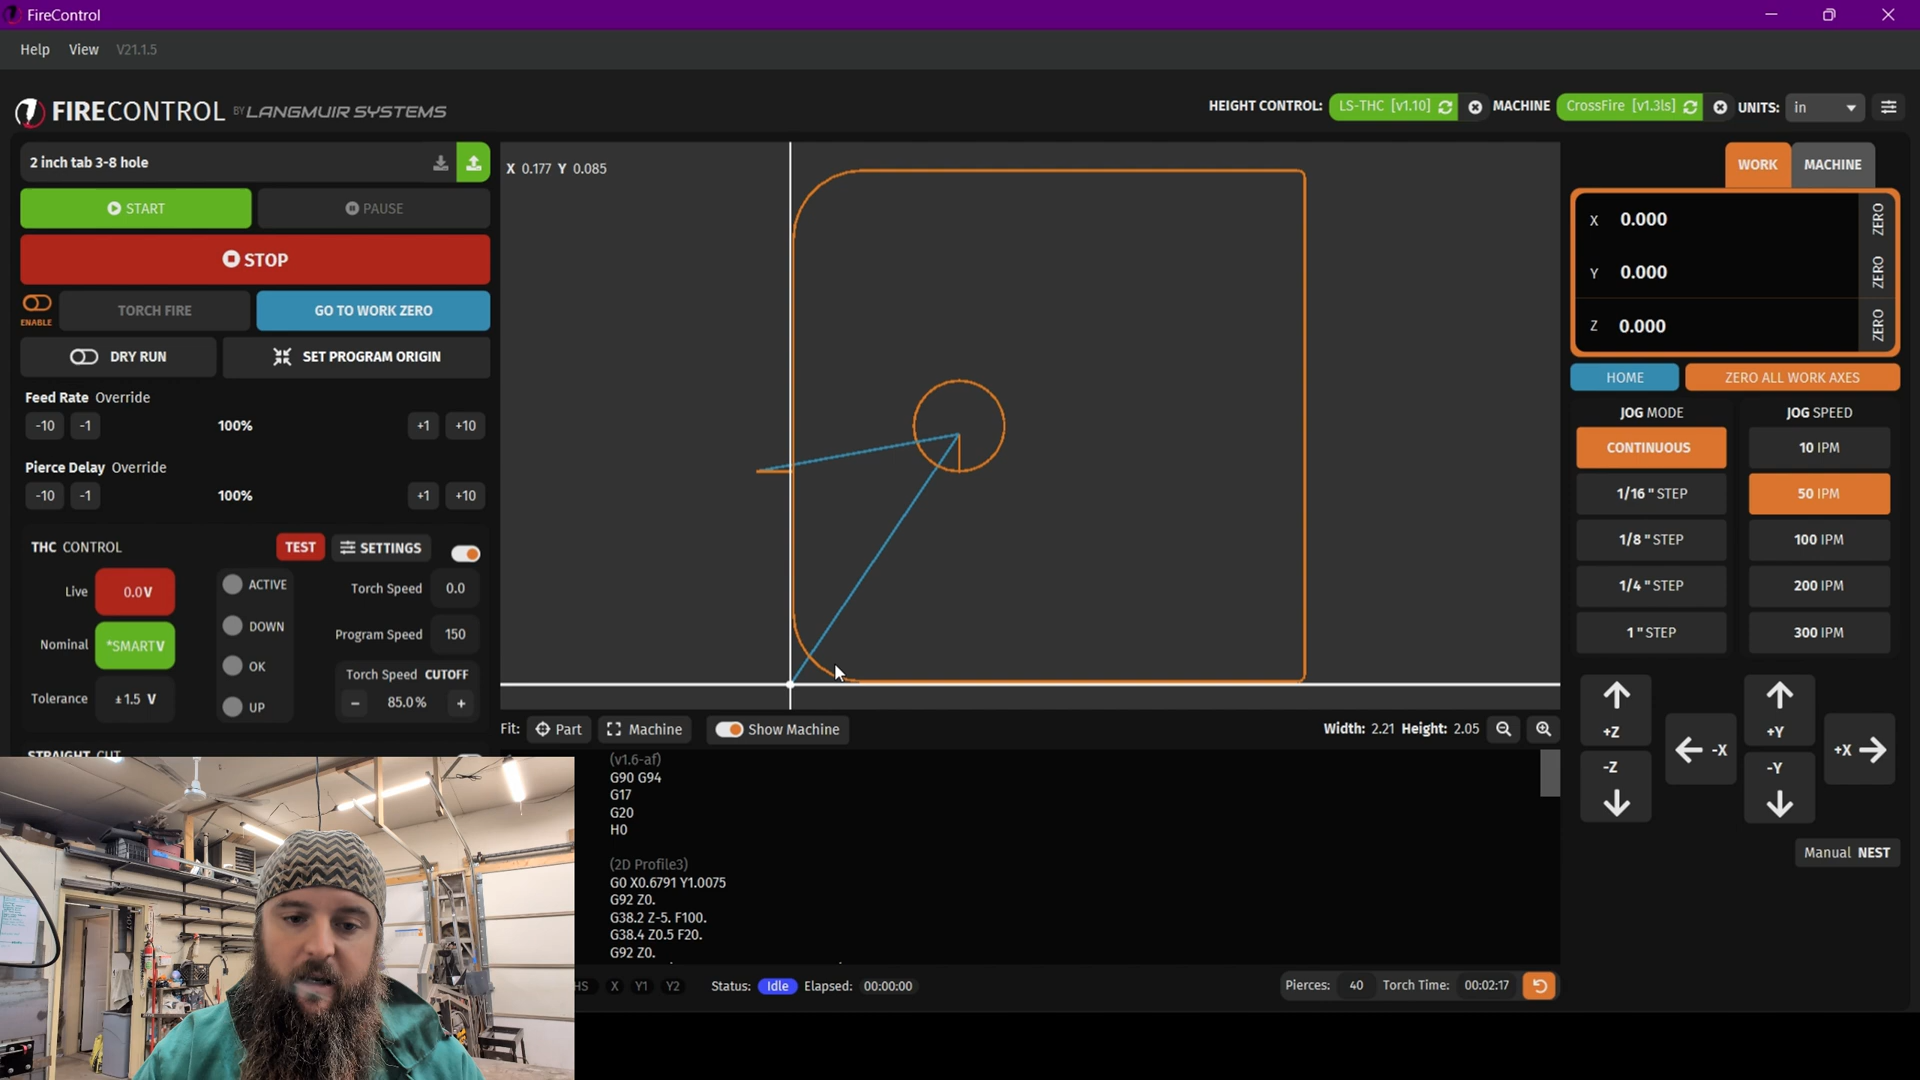 FireControl
Help View V21.1.5
FIRECONTROL BY LANGMUIR SYSTEMS
HEIGHT CONTROL: LS-THC [v1.10] MACHINE CrossFire [v1.3ls] UNITS: in
2 inch tab 3-8 hole
START PAUSE
STOP
ENABLE TORCH FIRE GO TO WORK ZERO
DRY RUN SET PROGRAM ORIGIN
Feed Rate Override
-10 -1 100% +1 +10
Pierce Delay Override
-10 -1 100% +1 +10
THC CONTROL TEST SETTINGS
Live 0.0V ACTIVE Torch Speed 0.0
Nominal *SMARTV DOWN Program Speed 150
OK Torch Speed CUTOFF
Tolerance ±1.5 V UP - 85.0% +
STRAIGHT CUT
X 0.177 Y 0.085
Fit: Part Machine Show Machine Width: 2.21 Height: 2.05
(v1.6-af)
G90 G94
G17
G20
H0
(2D Profile3)
G0 X0.6791 Y1.0075
G92 Z0.
G38.2 Z-5. F100.
G38.4 Z0.5 F20.
G92 Z0.
HS X Y1 Y2 Status: Idle Elapsed: 00:00:00 Pierces: 40 Torch Time: 00:02:17
WORK MACHINE
X 0.000 ZERO
Y 0.000 ZERO
Z 0.000 ZERO
HOME ZERO ALL WORK AXES
JOG MODE JOG SPEED
CONTINUOUS 10 IPM
1/16 " STEP 50 IPM
1/8 " STEP 100 IPM
1/4 " STEP 200 IPM
1 " STEP 300 IPM
+Z +Y
-X +X
-Z -Y
Manual NEST